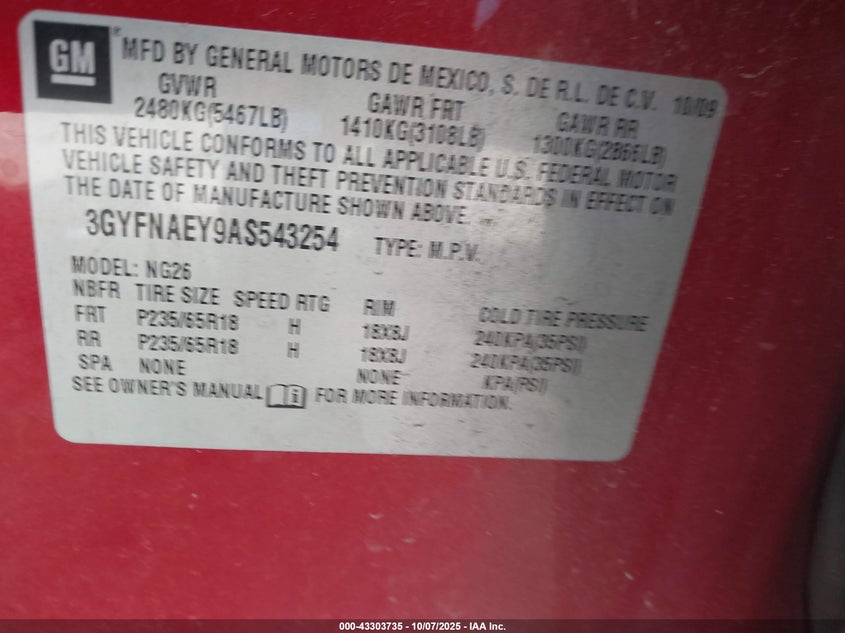 GM
® MFD BY GENERAL MOTORS DE MEXICO, S. DE R.L. DE C.V. 10/09
GVWR GAWR FRT GAWR RR
2480KG(5467LB) 1410KG(3108LB) 1300KG(2866LB)
THIS VEHICLE CONFORMS TO ALL APPLICABLE U.S. FEDERAL MOTOR
VEHICLE SAFETY AND THEFT PREVENTION STANDARDS IN EFFECT ON
THE DATE OF MANUFACTURE SHOWN ABOVE.
3GYFNAEY9AS543254 TYPE: M.P.V.
MODEL: NG26
NBFR TIRE SIZE SPEED RTG RIM COLD TIRE PRESSURE
FRT P235/65R18 H 18X8J 240KPA(35PSI)
RR P235/65R18 H 18X8J 240KPA(35PSI)
SPA NONE NONE KPA(PSI)
SEE OWNER'S MANUAL FOR MORE INFORMATION.
000-43303735 - 10/07/2025 - IAA Inc.